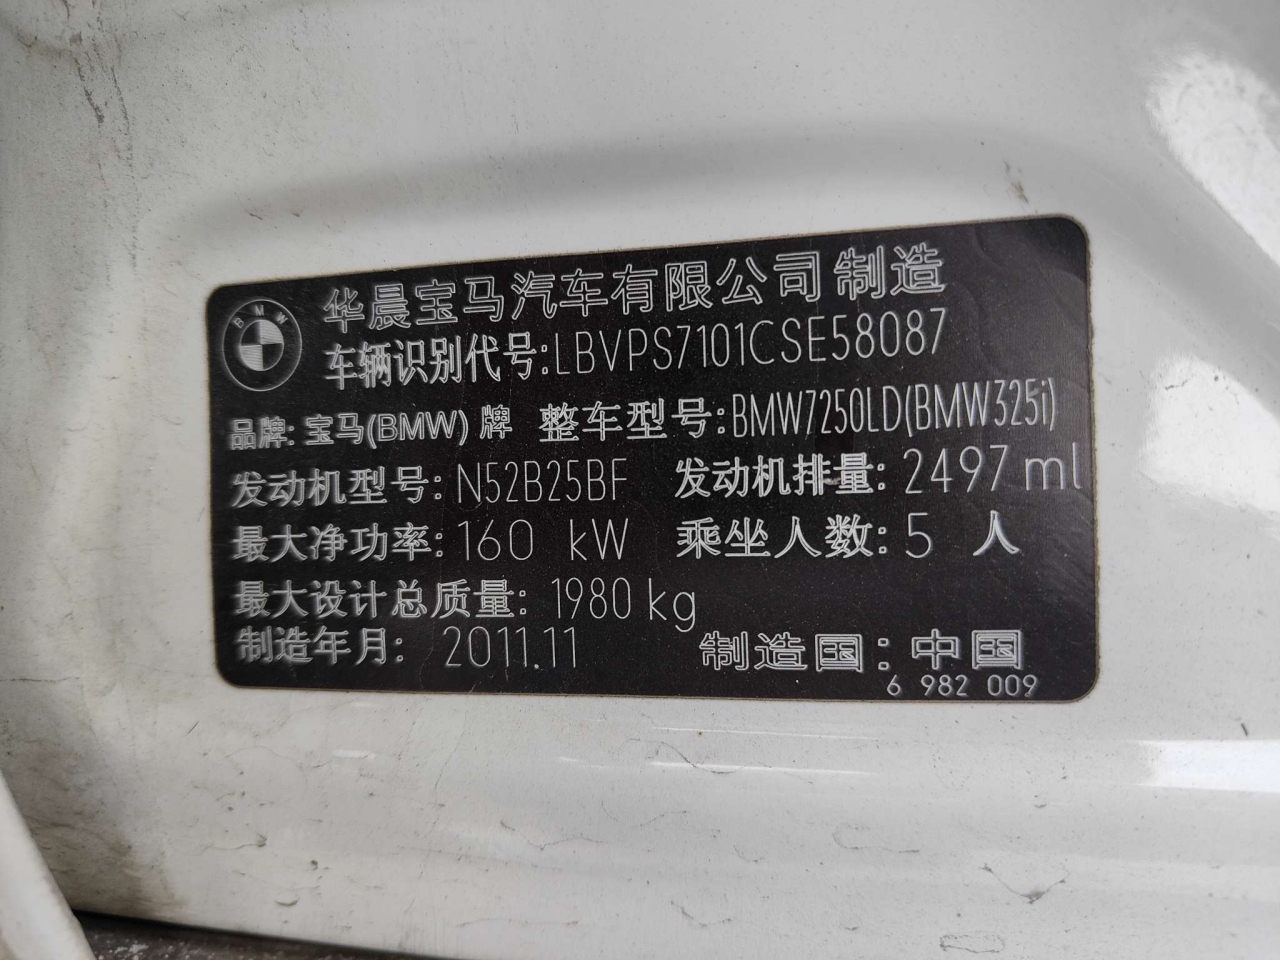 BMW
华晨宝马汽车有限公司制造
车辆识别代号:LBVPS7101CSE58087
品牌: 宝马(BMW)牌 整车型号:BMW7250LD(BMW325i)
发动机型号: N52B25BF 发动机排量: 2497 ml
最大净功率: 160 kW 乘坐人数: 5 人
最大设计总质量: 1980 kg
制造年月: 2011.11 制造国: 中国
6 982 009